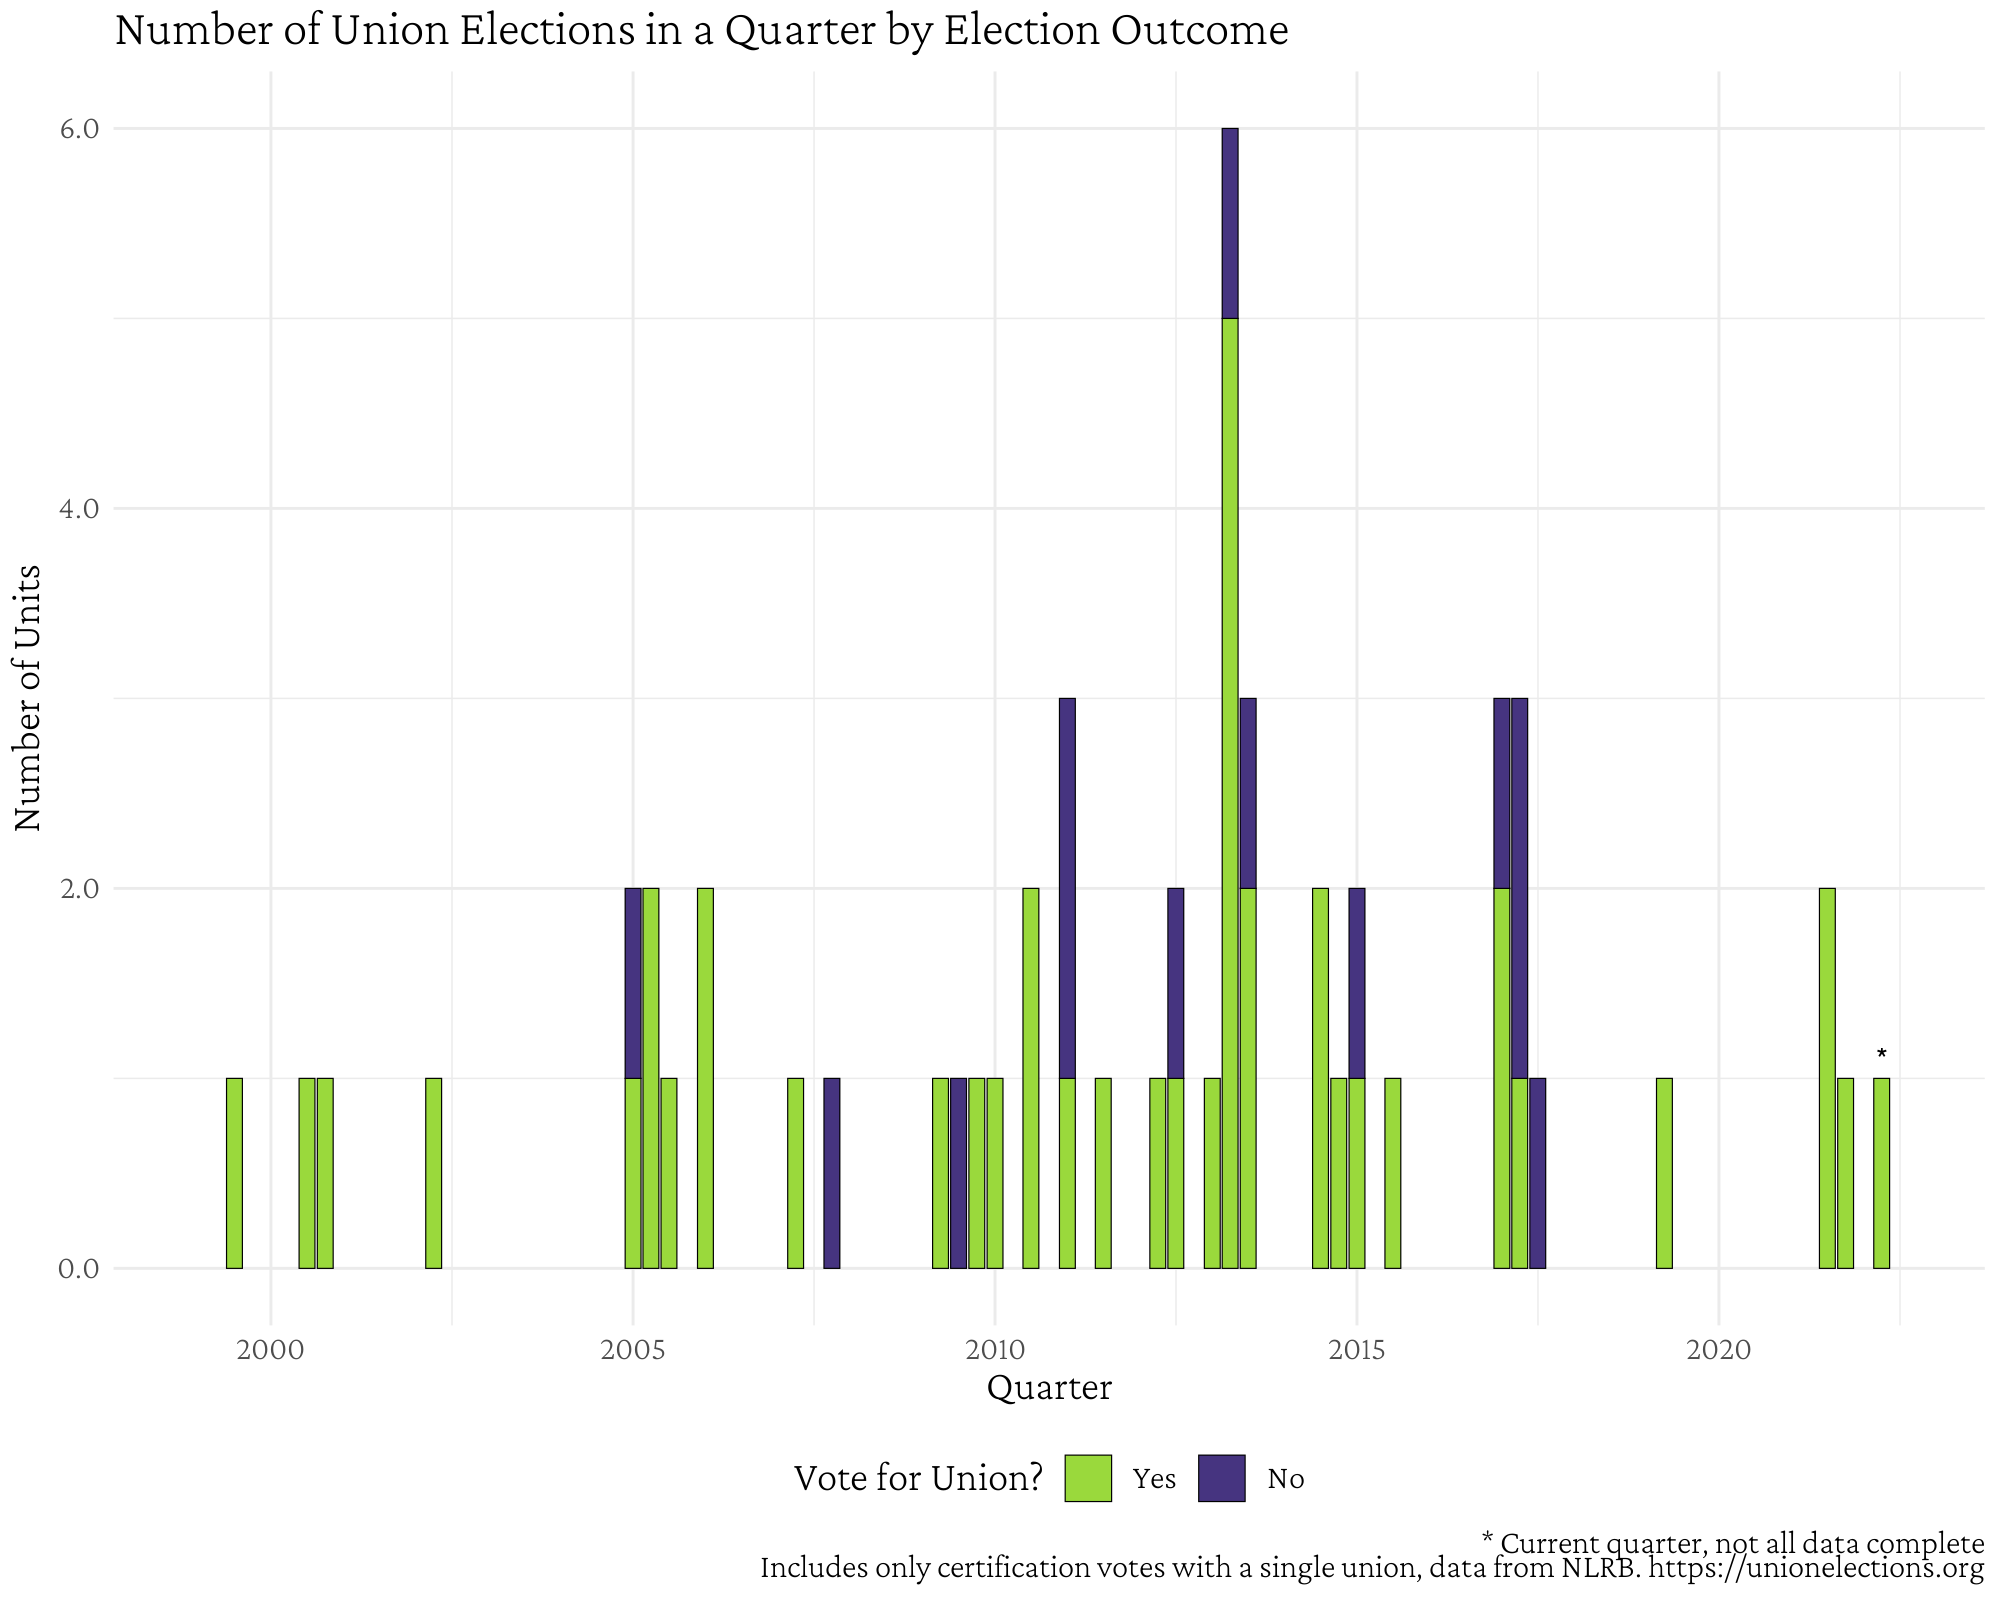 Number of Union Elections in a Quarter by Election Outcome
6.0
4.0
2.0
0.0
Number of Units
*
2000 2005 2010 2015 2020
Quarter
Vote for Union? Yes No
* Current quarter, not all data complete
Includes only certification votes with a single union, data from NLRB. https://unionelections.org